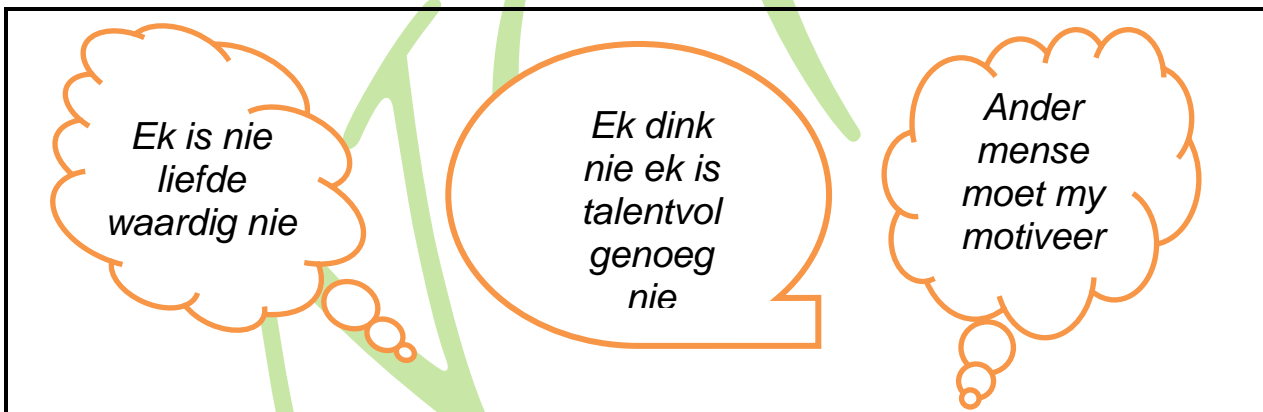 Ek is nie
liefde
waardig nie
Ek dink
nie ek is
talentvol
genoeg
nie
Ander
mense
moet my
motiveer